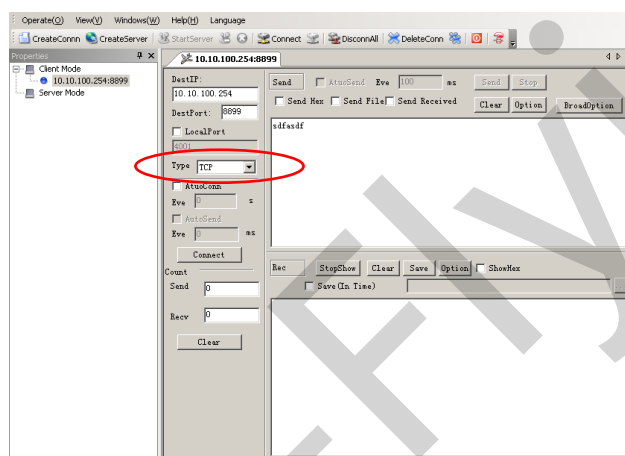 Operate(O) View(V) Windows(W) Help(H) Language
CreateConnn CreateServer StartServer Connect DisconnAll DeleteConn
Properties
10.10.100.254:8899
Client Mode
10.10.100.254:8899
Server Mode
DestIP:
10.10.100.254
DestPort: 8899
LocalPort
4001
Type TCP
AtuoConn
Eve 0 s
AutoSend
Eve 0 ms
Connect
Count
Send 0
Recv 0
Clear
Send AtuoSend Eve 100 ms Send Stop
Send Hex Send File Send Received Clear Option BroadOption
sdfasdf
Rec StopShow Clear Save Option ShowHex
Save(In Time)